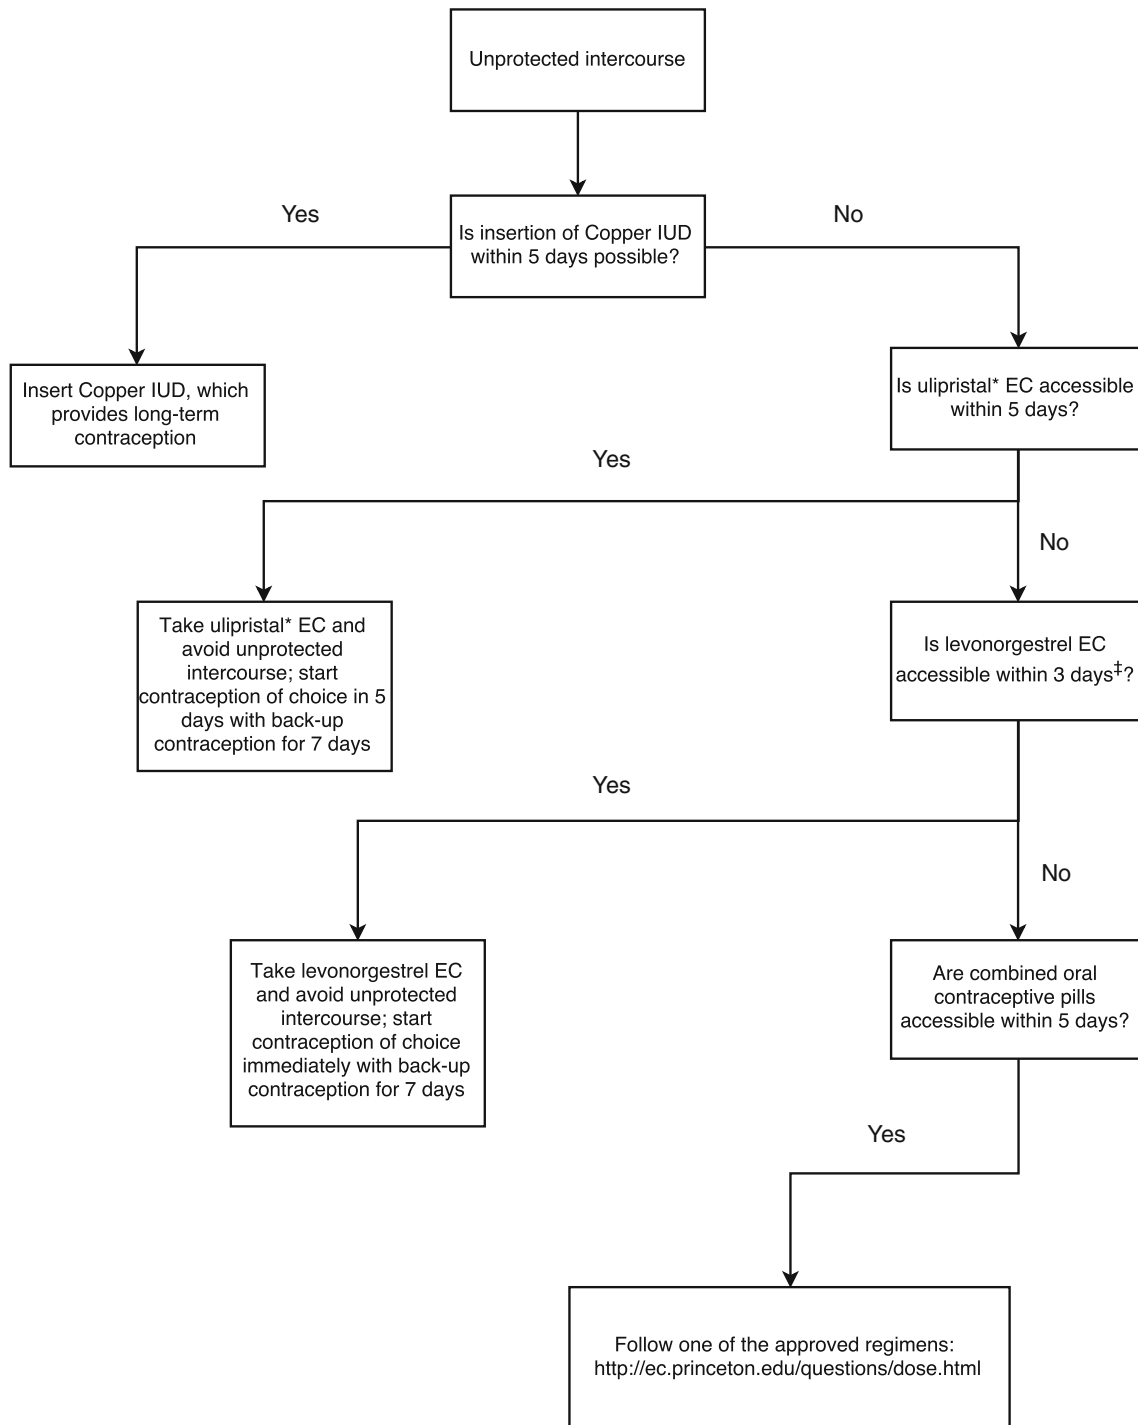 Unprotected intercourse
Yes
No
Is insertion of Copper IUD
within 5 days possible?
Insert Copper IUD, which
provides long-term
contraception
Is ulipristal* EC accessible
within 5 days?
Yes
No
Take ulipristal* EC and
avoid unprotected
intercourse; start
contraception of choice in 5
days with back-up
contraception for 7 days
Is levonorgestrel EC
accessible within 3 days‡?
Yes
No
Take levonorgestrel EC
and avoid unprotected
intercourse; start
contraception of choice
immediately with back-up
contraception for 7 days
Are combined oral
contraceptive pills
accessible within 5 days?
Yes
Follow one of the approved regimens:
http://ec.princeton.edu/questions/dose.html